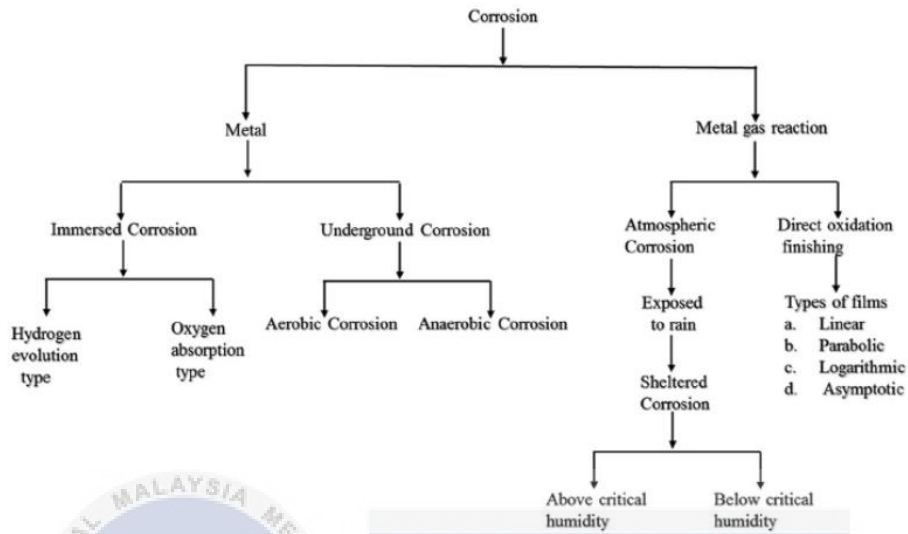 Corrosion
Metal
Metal gas reaction
Immersed Corrosion
Underground Corrosion
Atmospheric
Corrosion
Direct oxidation
finishing
Hydrogen
evolution
type
Oxygen
absorption
type
Aerobic Corrosion
Anaerobic Corrosion
Exposed
to rain
Types of films
a. Linear
b. Parabolic
c. Logarithmic
d. Asymptotic
Sheltered
Corrosion
Above critical
humidity
Below critical
humidity
MALAYSIA